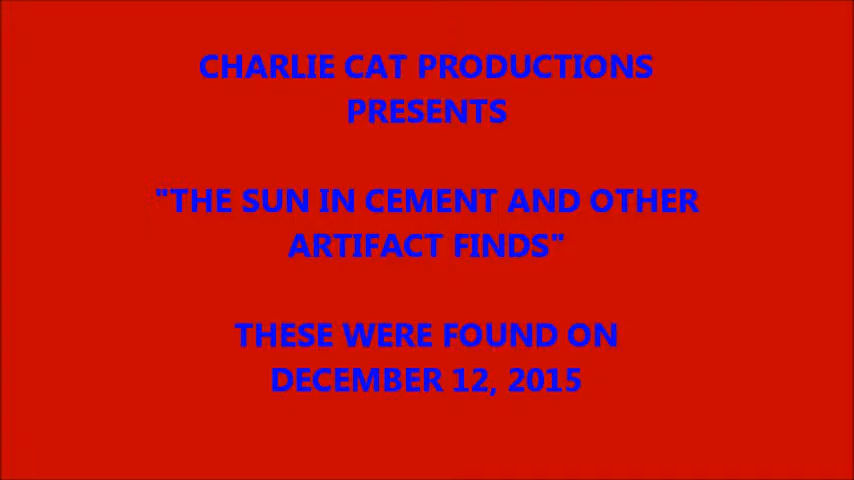 CHARLIE CAT PRODUCTIONS
PRESENTS
"THE SUN IN CEMENT AND OTHER
ARTIFACT FINDS"
THESE WERE FOUND ON
DECEMBER 12, 2015